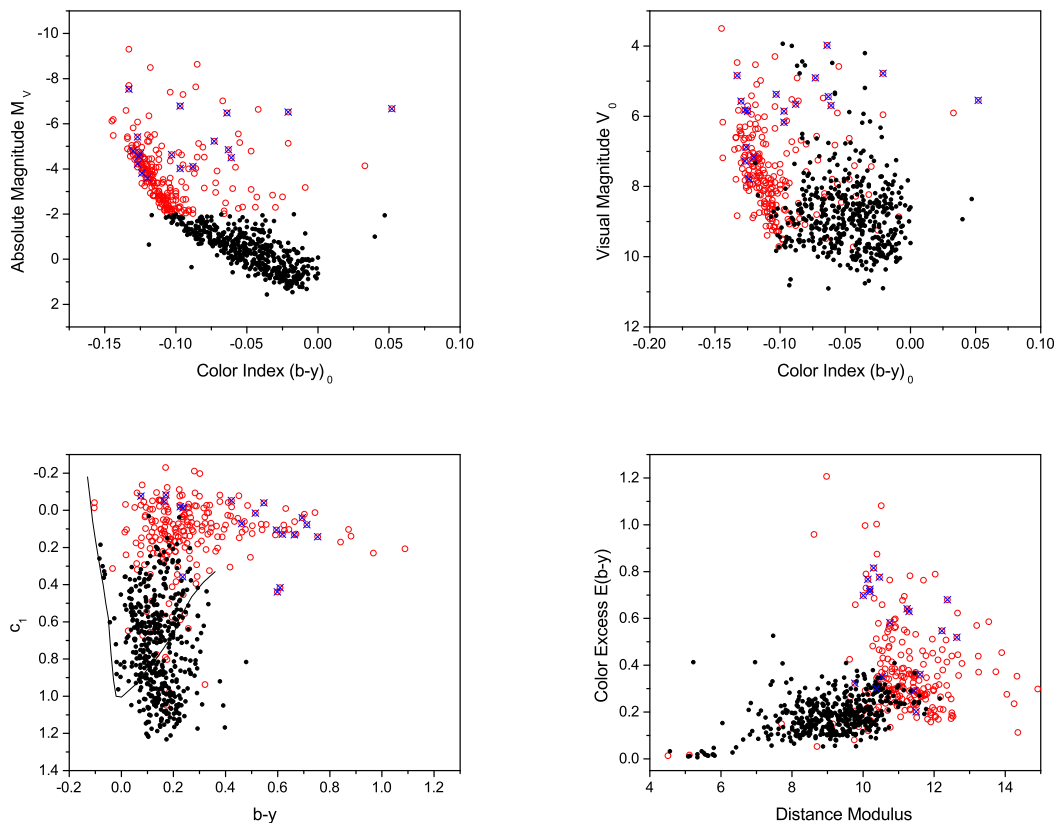 -10
-8
-6
-4
-2
0
2
-0.15 -0.10 -0.05 0.00 0.05 0.10
Absolute Magnitude M_V
Color Index (b-y)_0
4
6
8
10
12
-0.20 -0.15 -0.10 -0.05 0.00 0.05 0.10
Visual Magnitude V_0
Color Index (b-y)_0
-0.2
0.0
0.2
0.4
0.6
0.8
1.0
1.2
1.4
-0.2 0.0 0.2 0.4 0.6 0.8 1.0 1.2
c_1
b-y
1.2
1.0
0.8
0.6
0.4
0.2
0.0
4 6 8 10 12 14
Color Excess E(b-y)
Distance Modulus